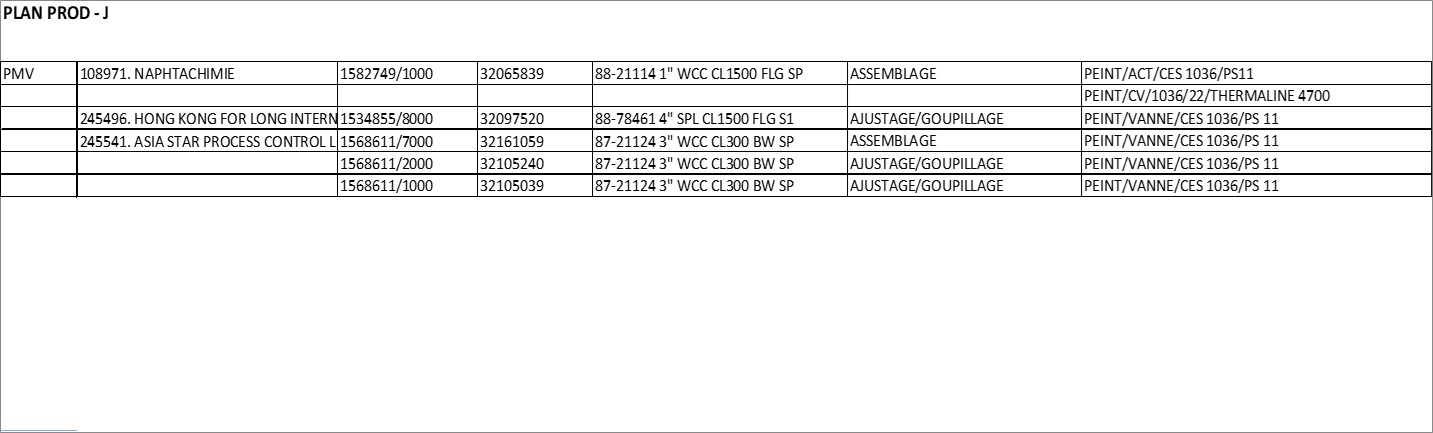 PLAN PROD - J
PMV 108971. NAPHTACHIMIE 1582749/1000 32065839 88-21114 1" WCC CL1500 FLG SP ASSEMBLAGE PEINT/ACT/CES 1036/PS11
PEINT/CV/1036/22/THERMALINE 4700
245496. HONG KONG FOR LONG INTERN 1534855/8000 32097520 88-78461 4" SPL CL1500 FLG S1 AJUSTAGE/GOUPILLAGE PEINT/VANNE/CES 1036/PS 11
245541. ASIA STAR PROCESS CONTROL L 1568611/7000 32161059 87-21124 3" WCC CL300 BW SP ASSEMBLAGE PEINT/VANNE/CES 1036/PS 11
1568611/2000 32105240 87-21124 3" WCC CL300 BW SP AJUSTAGE/GOUPILLAGE PEINT/VANNE/CES 1036/PS 11
1568611/1000 32105039 87-21124 3" WCC CL300 BW SP AJUSTAGE/GOUPILLAGE PEINT/VANNE/CES 1036/PS 11